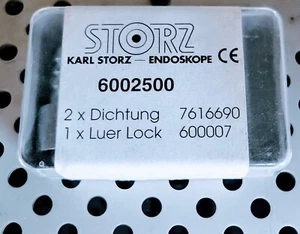 STORZ
KARL STORZ — ENDOSKOPE CE
6002500
2 x Dichtung 7616690
1 x Luer Lock 600007